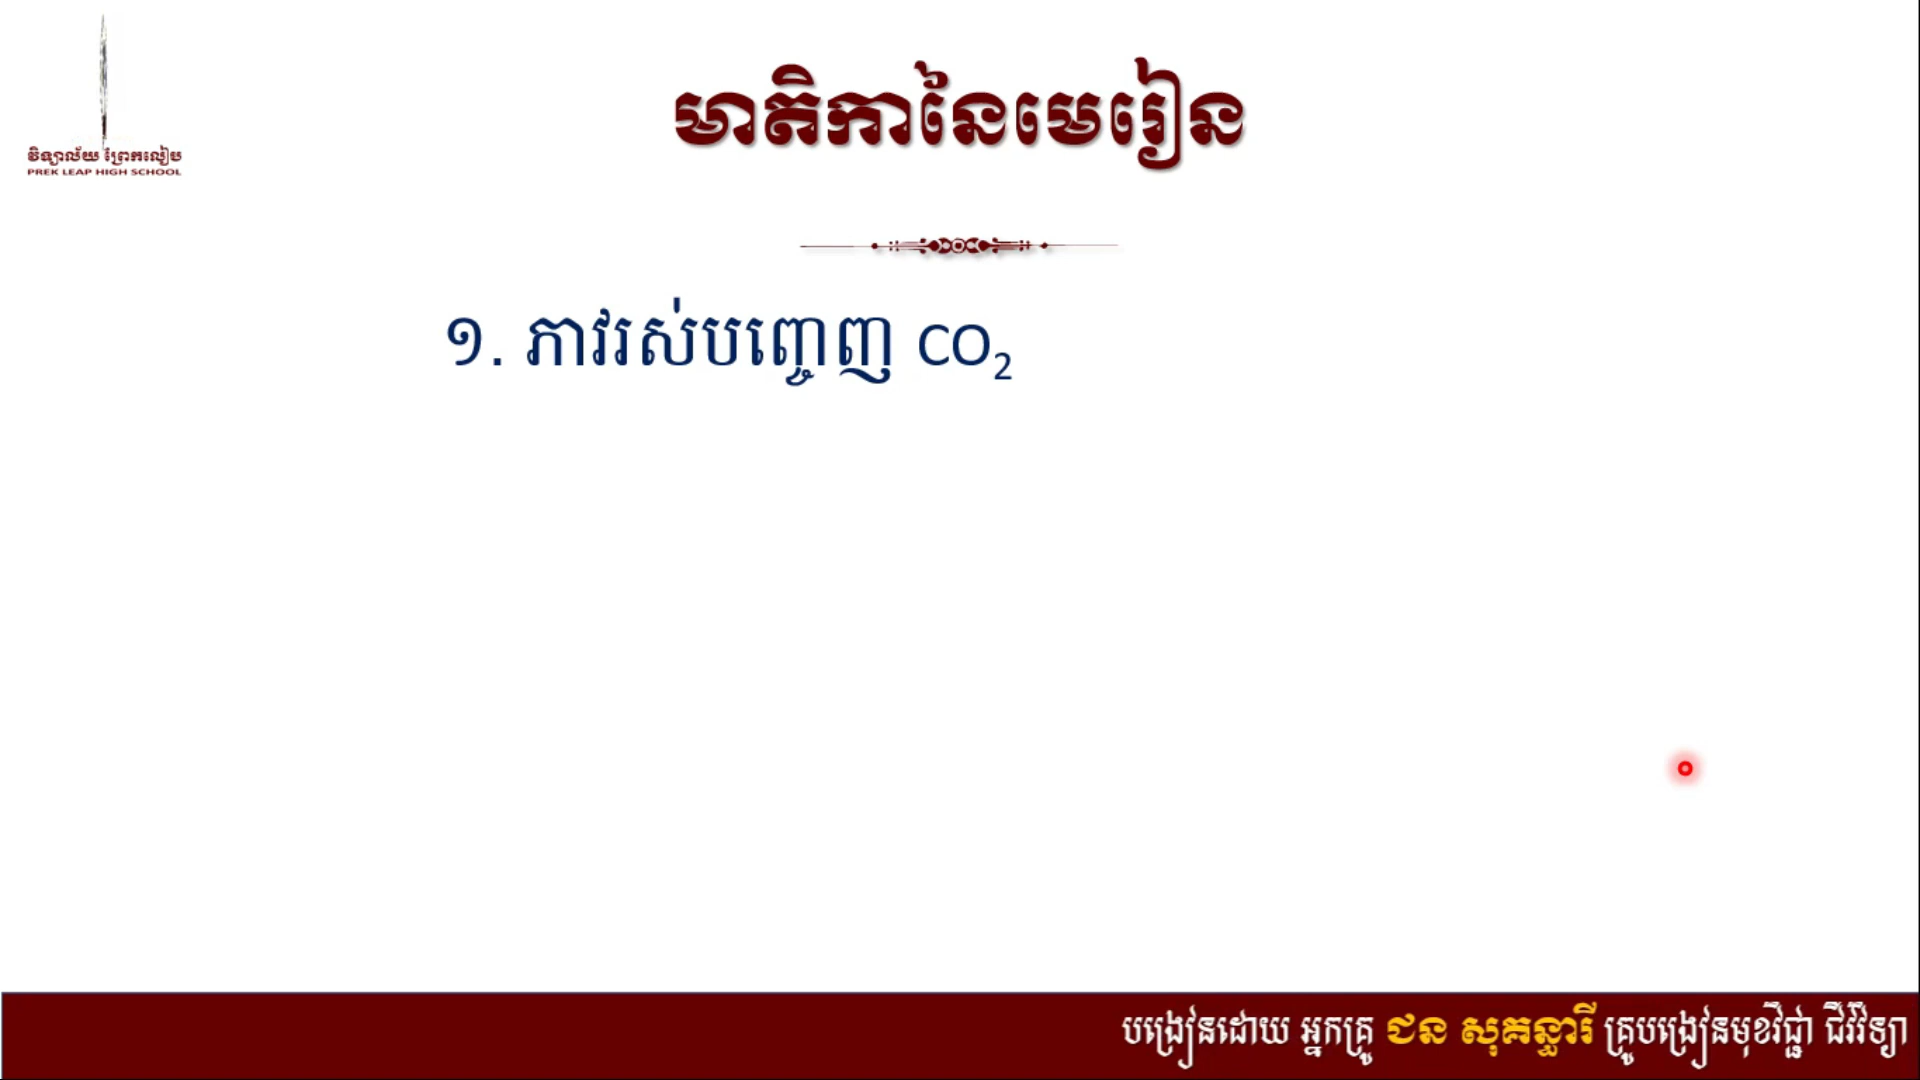 វិទ្យាល័យ ព្រែកលៀប
PREK LEAP HIGH SCHOOL
មាតិកានៃមេរៀន
១. ភាវរស់បញ្ចេញ CO₂
បង្រៀនដោយ អ្នកគ្រូ ជន សុគន្ធារី គ្រូបង្រៀនមុខវិជ្ជា ជីវវិទ្យា